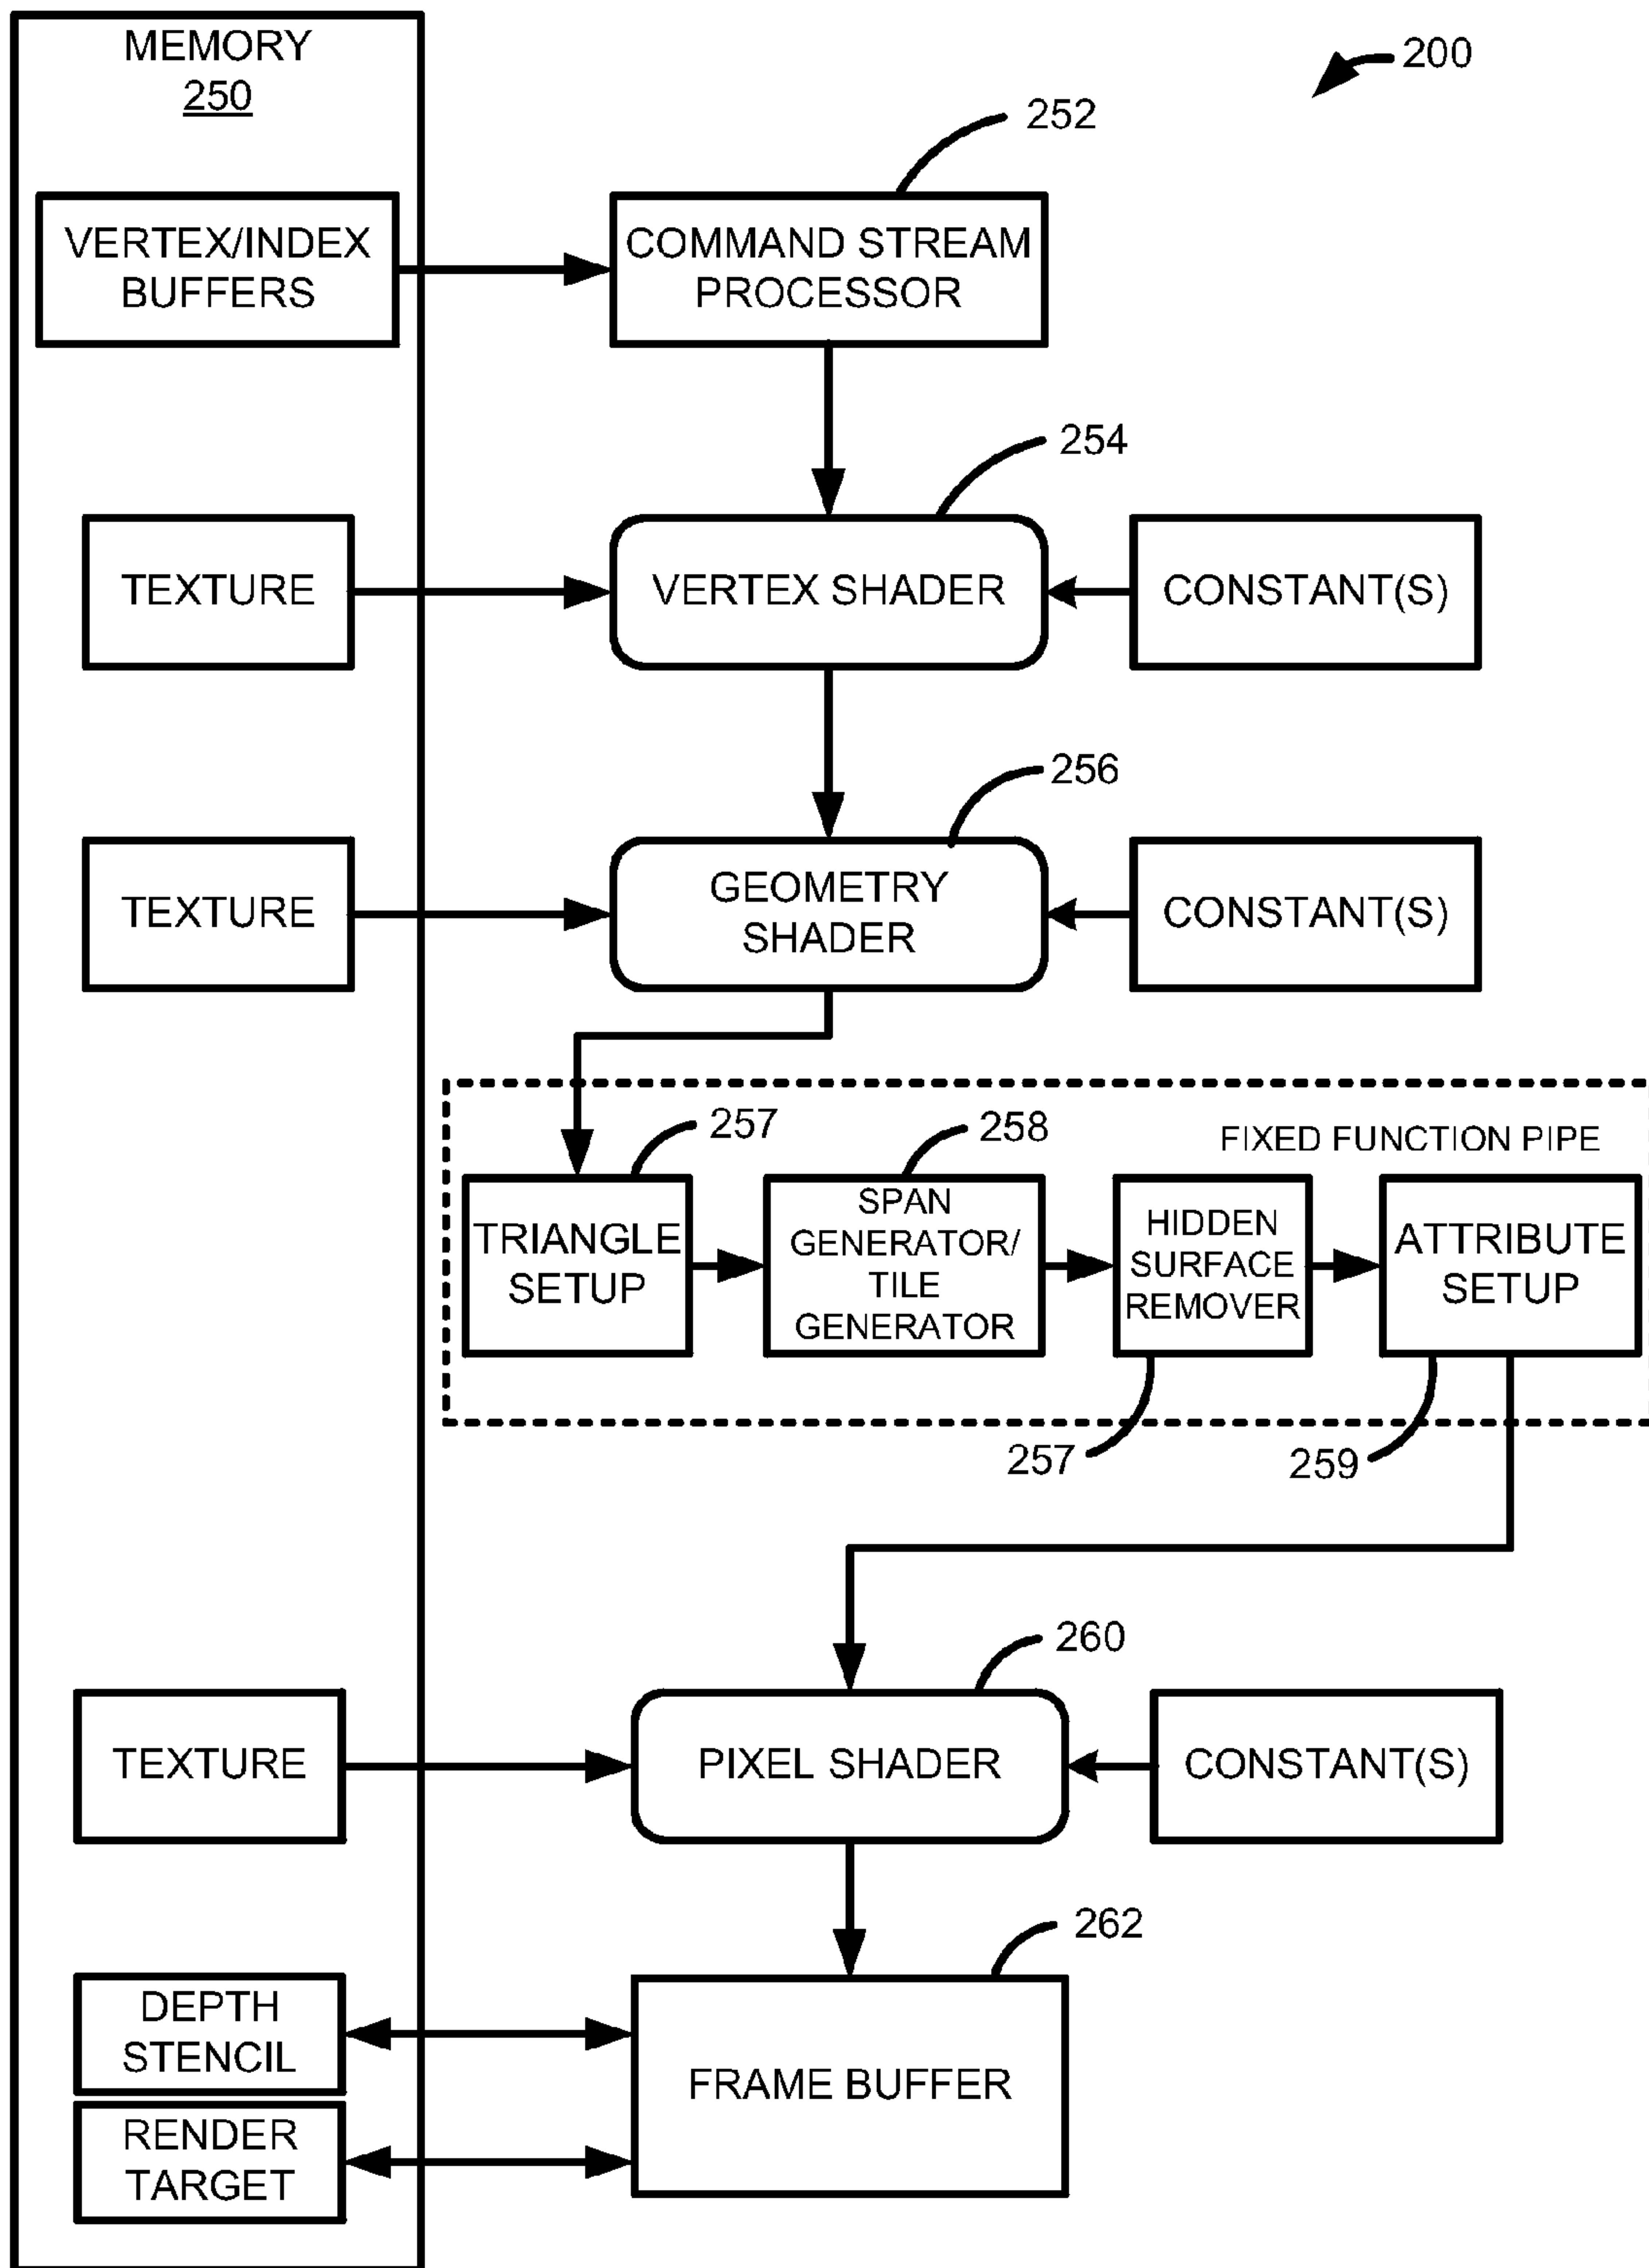 MEMORY
250
200
252
VERTEX/INDEX
BUFFERS
COMMAND STREAM
PROCESSOR
254
TEXTURE
VERTEX SHADER
CONSTANT(S)
256
TEXTURE
GEOMETRY
SHADER
CONSTANT(S)
257
258
FIXED FUNCTION PIPE
TRIANGLE
SETUP
SPAN
GENERATOR/
TILE
GENERATOR
HIDDEN
SURFACE
REMOVER
ATTRIBUTE
SETUP
257
259
260
TEXTURE
PIXEL SHADER
CONSTANT(S)
262
DEPTH
STENCIL
FRAME BUFFER
RENDER
TARGET